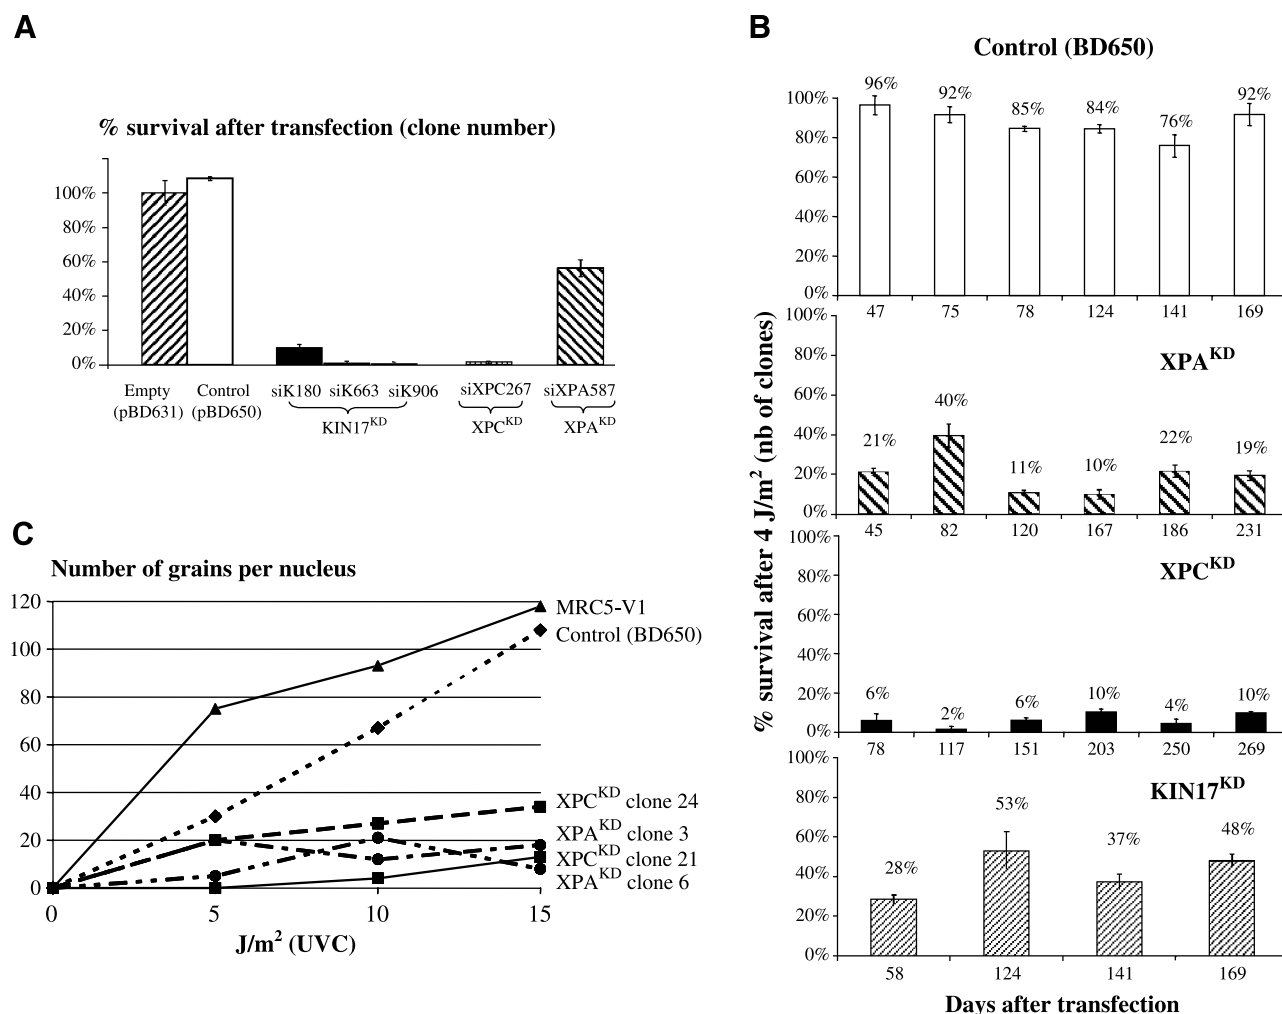 A
% survival after transfection (clone number)
100%
80%
60%
40%
20%
0%
Empty Control siK180 siK663 siK906 siXPC267 siXPA587
(pBD631) (pBD650) KIN17KD XPCKD XPAKD
B
Control (BD650)
% survival after 4 J/m2 (nb of clones)
96% 92% 85% 84% 76% 92%
100%
80%
60%
40%
20%
0%
47 75 78 124 141 169
XPAKD
100%
80%
60%
40%
20%
0%
21% 40% 11% 10% 22% 19%
45 82 120 167 186 231
XPCKD
100%
80%
60%
40%
20%
0%
6% 2% 6% 10% 4% 10%
78 117 151 203 250 269
KIN17KD
100%
80%
60%
40%
20%
0%
28% 53% 37% 48%
58 124 141 169
Days after transfection
C
Number of grains per nucleus
120
100
80
60
40
20
0
MRC5-V1
Control (BD650)
XPCKD clone 24
XPAKD clone 3
XPCKD clone 21
XPAKD clone 6
0 5 10 15
J/m2 (UVC)